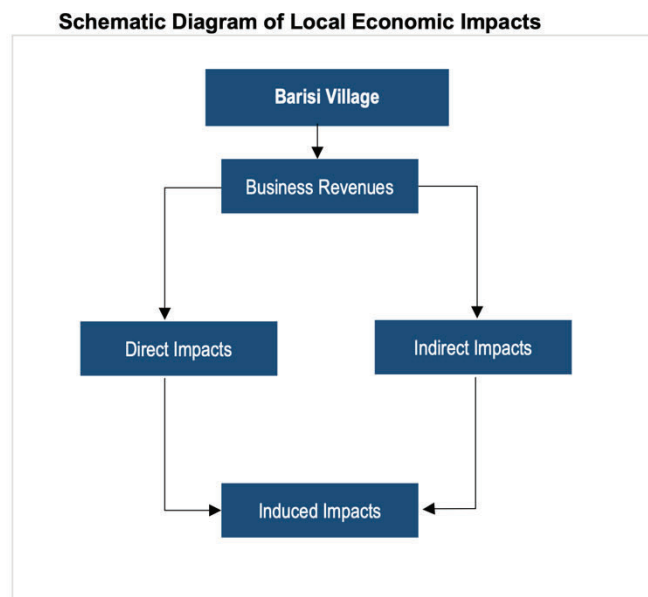 Schematic Diagram of Local Economic Impacts
Barisi Village
Business Revenues
Direct Impacts
Indirect Impacts
Induced Impacts